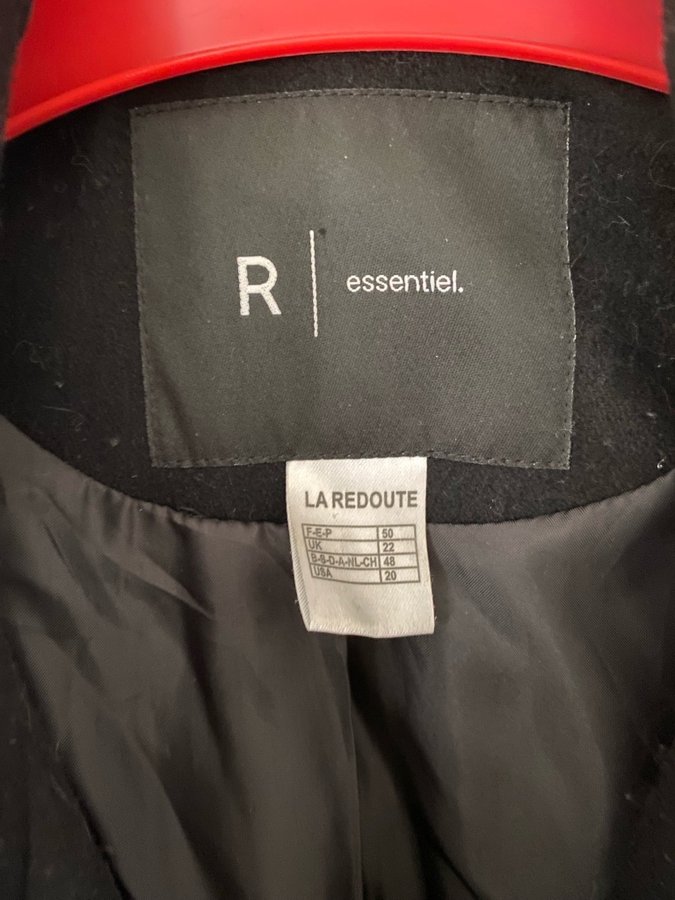 R | essentiel.
LA REDOUTE
F-E-P 50
UK 22
B-S-D-A-NL-CH 48
USA 20